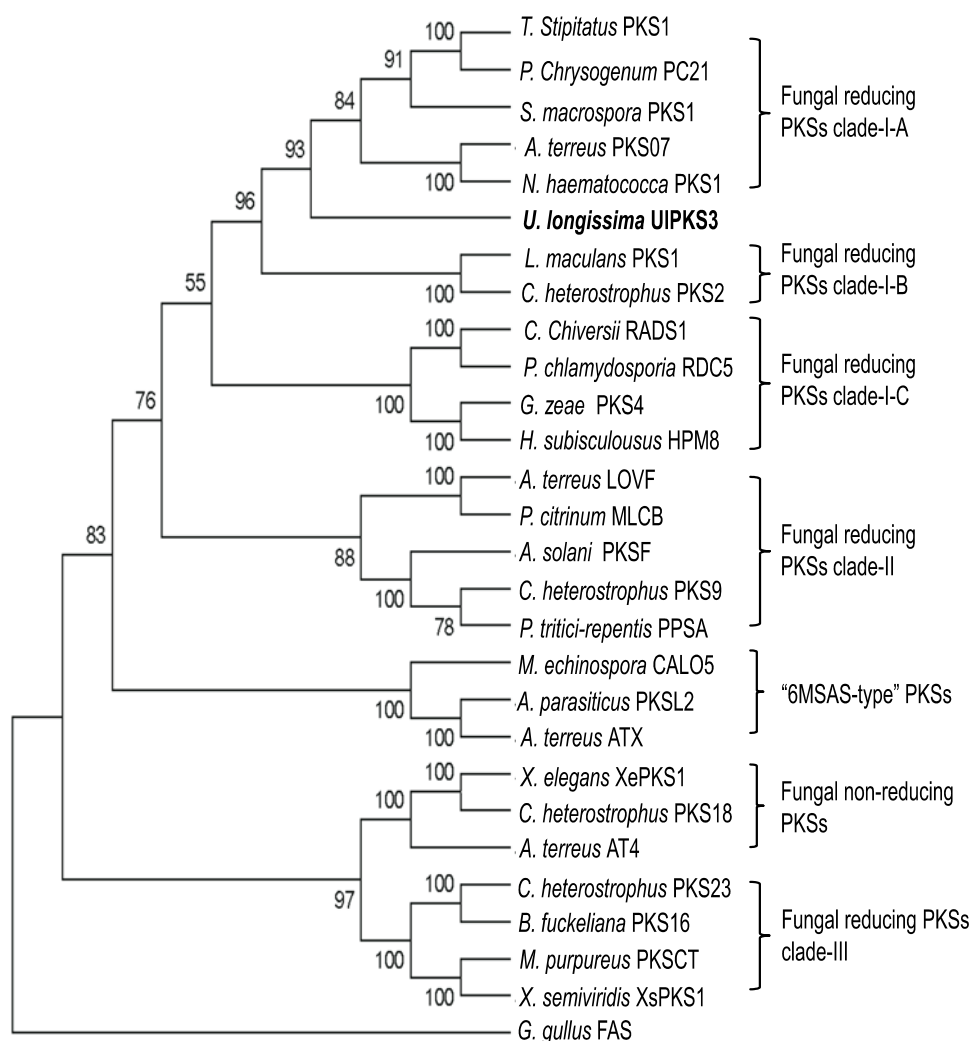 T. Stipitatus PKS1
P. Chrysogenum PC21
S. macrospora PKS1
A. terreus PKS07
N. haematococca PKS1
U. longissima UlPKS3
L. maculans PKS1
C. heterostrophus PKS2
C. Chiversii RADS1
P. chlamydosporia RDC5
G. zeae PKS4
H. subisculousus HPM8
A. terreus LOVF
P. citrinum MLCB
A. solani PKSF
C. heterostrophus PKS9
P. tritici-repentis PPSA
M. echinospora CALO5
A. parasiticus PKSL2
A. terreus ATX
X. elegans XePKS1
C. heterostrophus PKS18
A. terreus AT4
C. heterostrophus PKS23
B. fuckeliana PKS16
M. purpureus PKSCT
X. semiviridis XsPKS1
G. gullus FAS
Fungal reducing
PKSs clade-I-A
Fungal reducing
PKSs clade-I-B
Fungal reducing
PKSs clade-I-C
Fungal reducing
PKSs clade-II
“6MSAS-type” PKSs
Fungal non-reducing
PKSs
Fungal reducing PKSs
clade-III
100
91
84
100
93
96
100
55
100
100
100
76
100
88
100
78
83
100
100
100
100
97
100
100
100